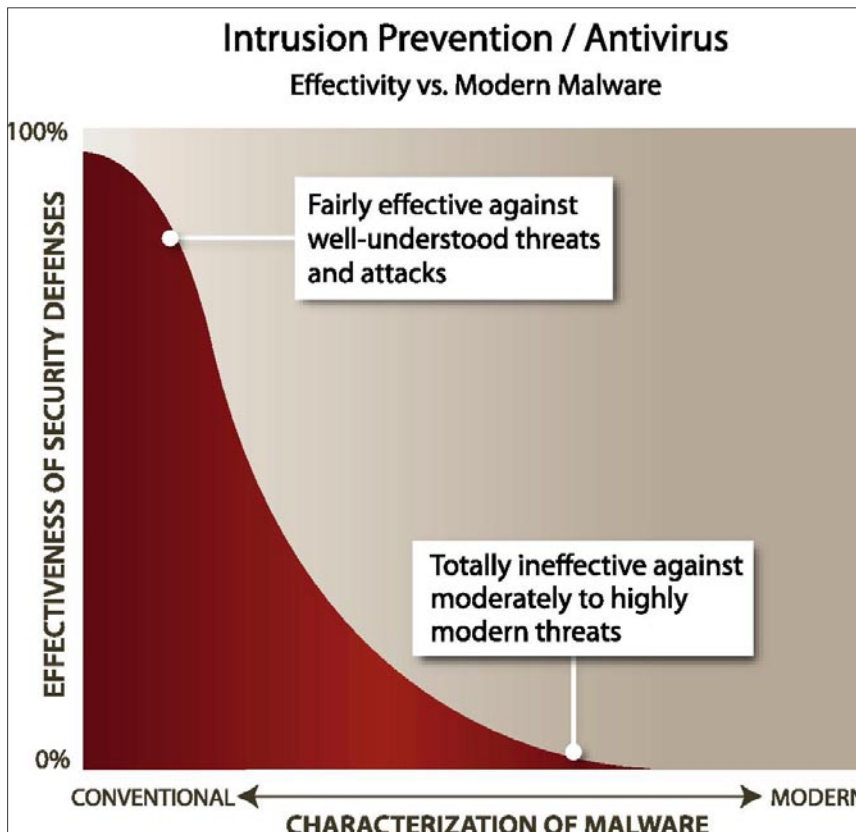 Intrusion Prevention / Antivirus
Effectivity vs. Modern Malware
100%
EFFECTIVENESS OF SECURITY DEFENSES
Fairly effective against
well-understood threats
and attacks
Totally ineffective against
moderately to highly
modern threats
0%
CONVENTIONAL
MODERN
CHARACTERIZATION OF MALWARE